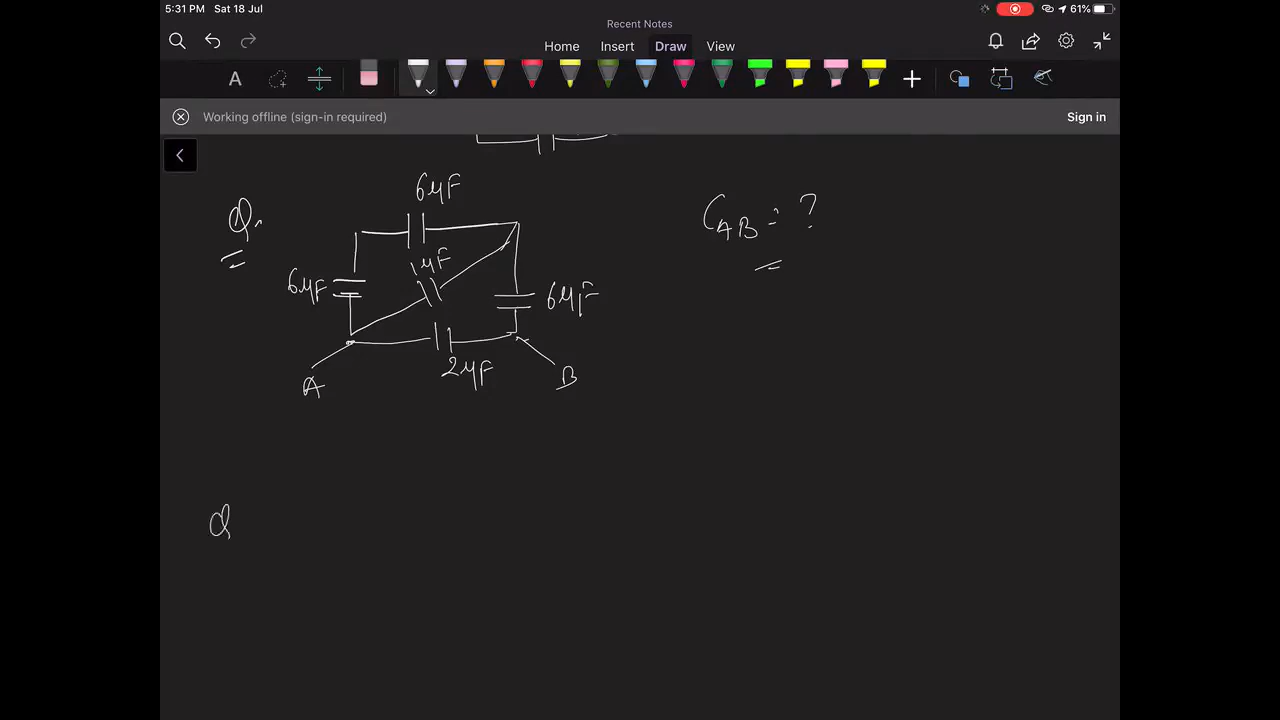 5:31 PM Sat 18 Jul
61%
Recent Notes
Home Insert Draw View
A
Working offline (sign-in required)
Sign in
Q.
6μF
C_AB = ?
1μF
6μF
6μF
2μF
A
B
Q